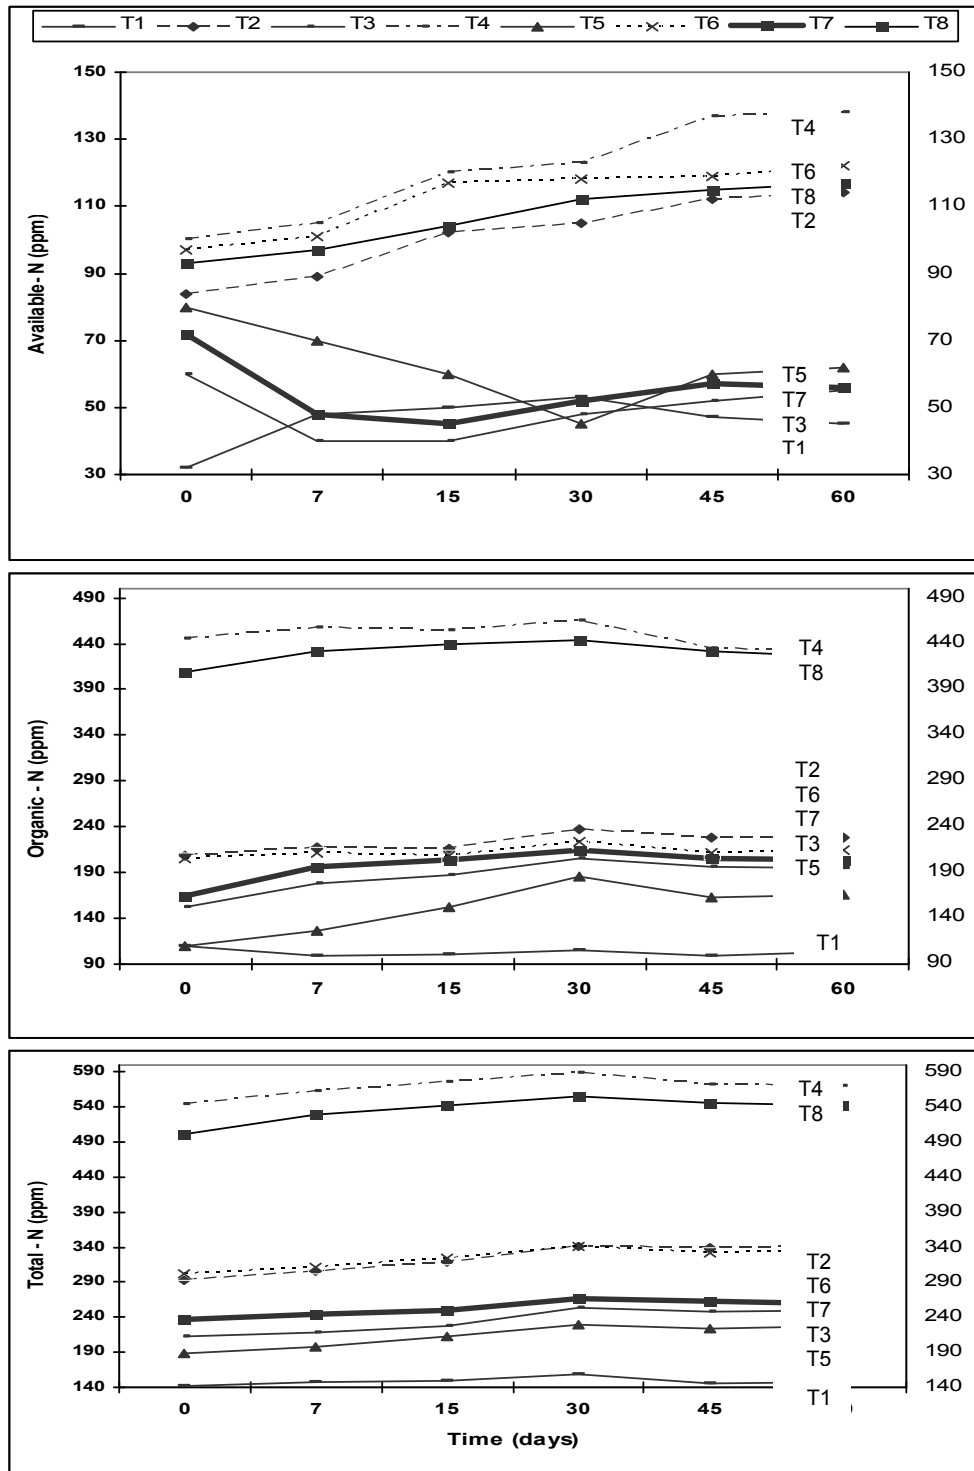 T1 T2 T3 T4 T5 T6 T7 T8
150 150
130 130
110 110
90 90
70 70
50 50
30 30
Available - N (ppm)
T4
T6
T8
T2
T5
T7
T3
T1
0 7 15 30 45 60
490 490
440 440
390 390
340 340
290 290
240 240
190 190
140 140
90 90
Organic - N (ppm)
T4
T8
T2
T6
T7
T3
T5
T1
0 7 15 30 45 60
590 590
540 540
490 490
440 440
390 390
340 340
290 290
240 240
190 190
140 140
Total - N (ppm)
T4
T8
T2
T6
T7
T3
T5
T1
0 7 15 30 45
Time (days)